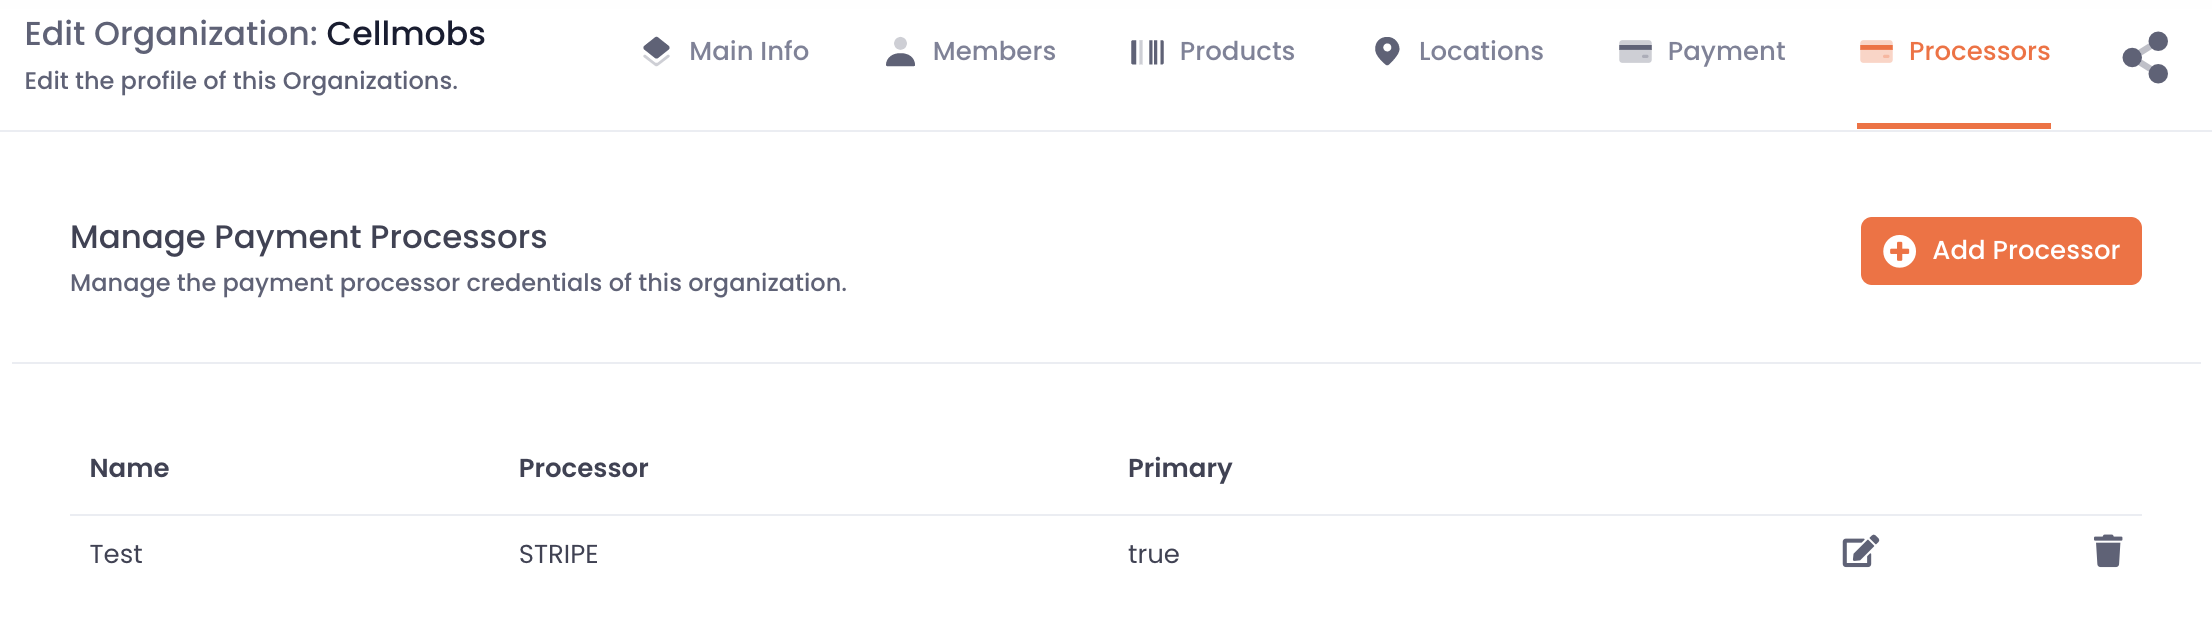 Edit Organization: Cellmobs
Edit the profile of this Organizations.
Main Info
Members
Products
Locations
Payment
Processors
Manage Payment Processors
Manage the payment processor credentials of this organization.
Add Processor
Name Processor Primary
Test STRIPE true